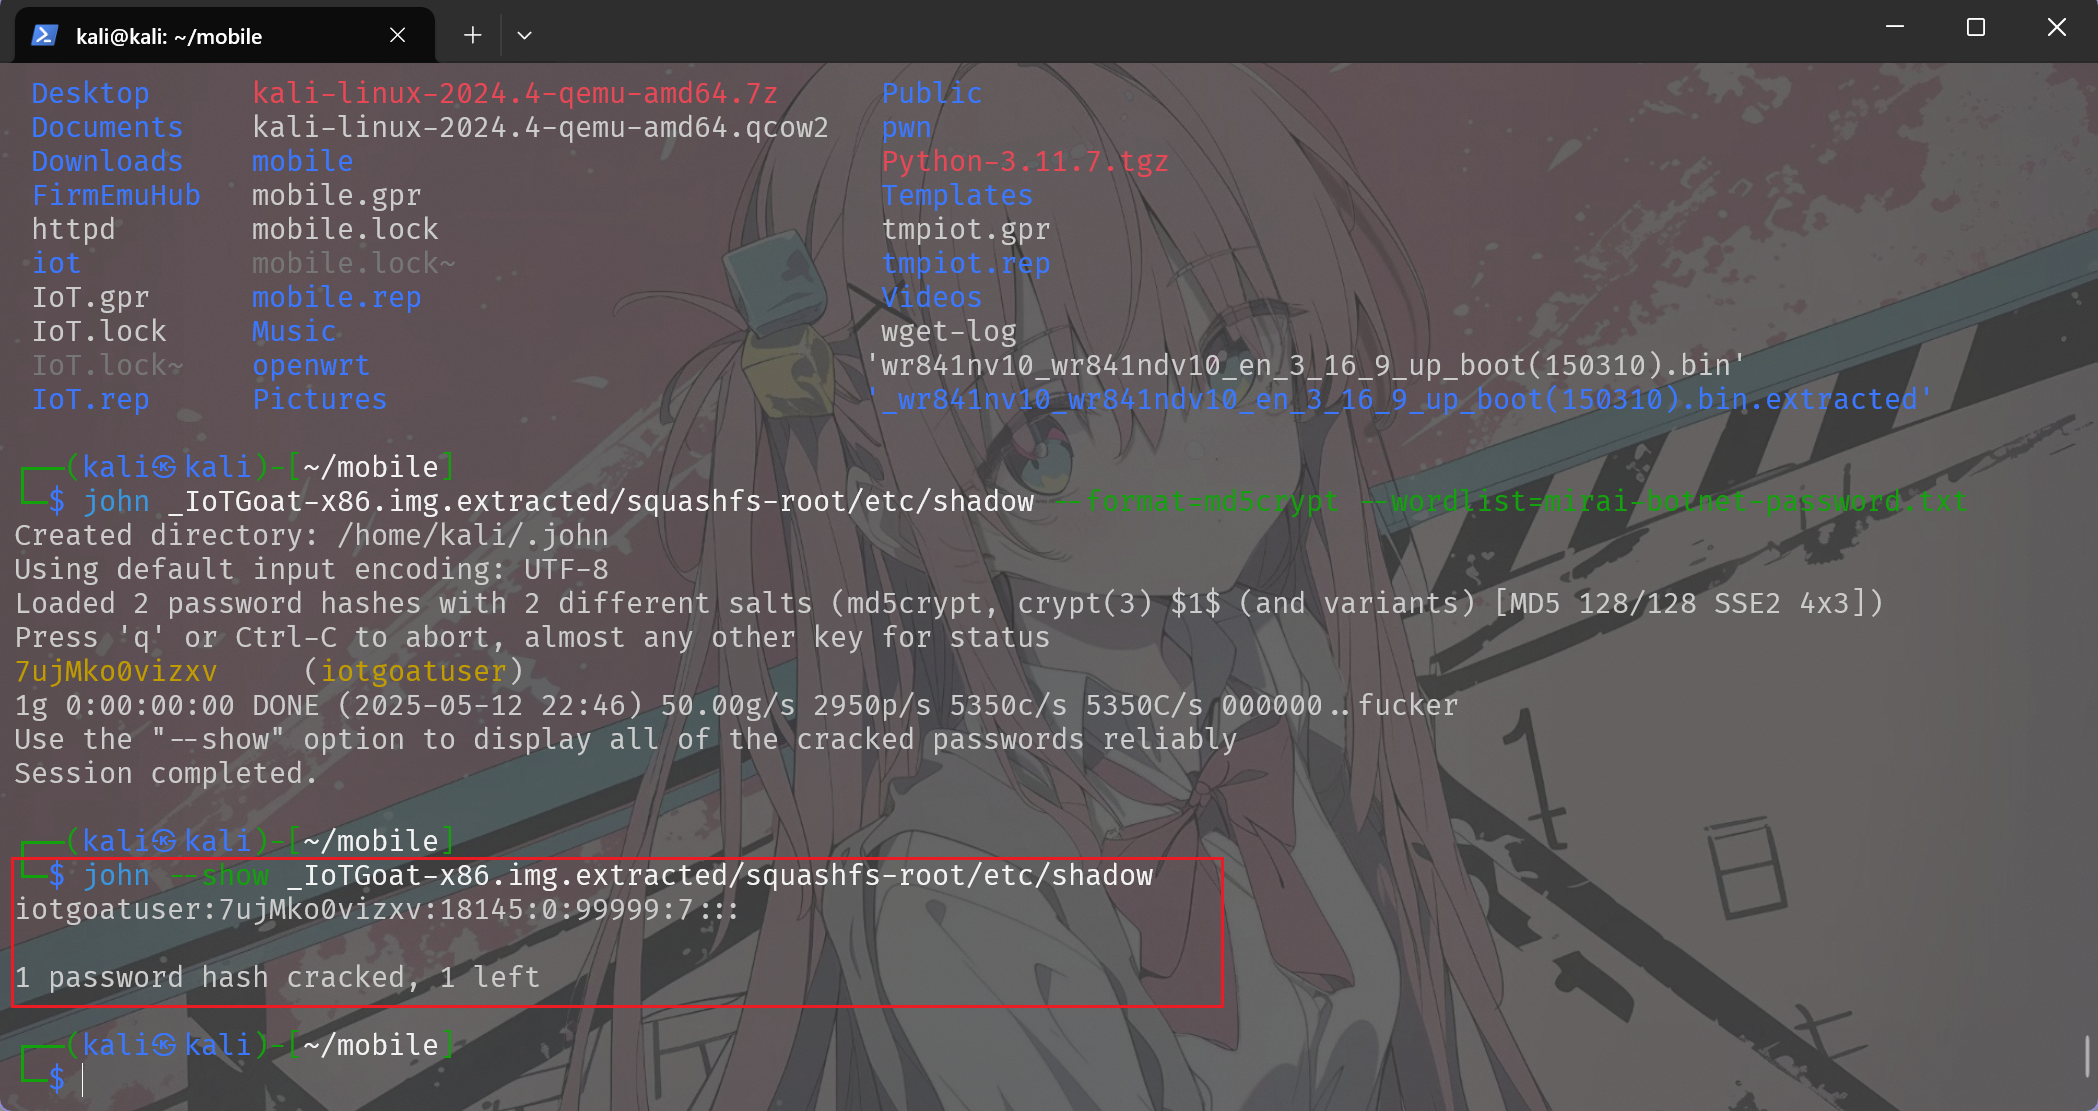 kali@kali: ~/mobile
Desktop kali-linux-2024.4-qemu-amd64.7z Public
Documents kali-linux-2024.4-qemu-amd64.qcow2 pwn
Downloads mobile Python-3.11.7.tgz
FirmEmuHub mobile.gpr Templates
httpd mobile.lock tmpiot.gpr
iot mobile.lock~ tmpiot.rep
IoT.gpr mobile.rep Videos
IoT.lock Music wget-log
IoT.lock~ openwrt 'wr841nv10_wr841ndv10_en_3_16_9_up_boot(150310).bin'
IoT.rep Pictures '_wr841nv10_wr841ndv10_en_3_16_9_up_boot(150310).bin.extracted'
┌──(kali㉿kali)-[~/mobile]
└─$ john _IoTGoat-x86.img.extracted/squashfs-root/etc/shadow --format=md5crypt --wordlist=mirai-botnet-password.txt
Created directory: /home/kali/.john
Using default input encoding: UTF-8
Loaded 2 password hashes with 2 different salts (md5crypt, crypt(3) $1$ (and variants) [MD5 128/128 SSE2 4x3])
Press 'q' or Ctrl-C to abort, almost any other key for status
7ujMko0vizxv (iotgoatuser)
1g 0:00:00:00 DONE (2025-05-12 22:46) 50.00g/s 2950p/s 5350c/s 5350C/s 000000..fucker
Use the "--show" option to display all of the cracked passwords reliably
Session completed.
┌──(kali㉿kali)-[~/mobile]
└─$ john --show _IoTGoat-x86.img.extracted/squashfs-root/etc/shadow
iotgoatuser:7ujMko0vizxv:18145:0:99999:7:::
1 password hash cracked, 1 left
┌──(kali㉿kali)-[~/mobile]
└─$